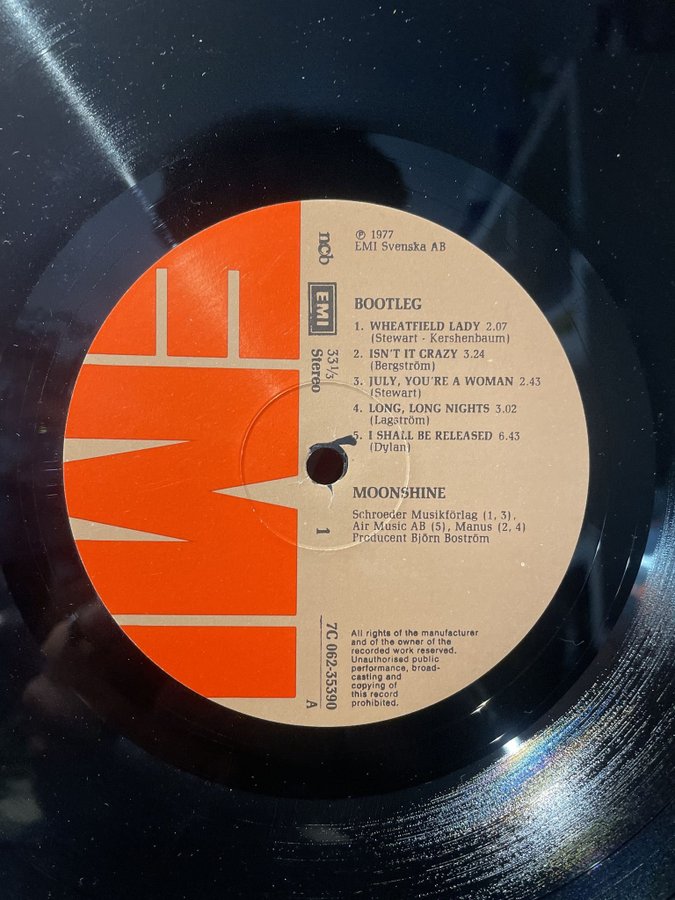 ncb
EMI
33⅓
Stereo
1
7C 062-35390
A
EMI
℗ 1977
EMI Svenska AB
BOOTLEG
1. WHEATFIELD LADY 2.07
(Stewart - Kershenbaum)
2. ISN'T IT CRAZY 3.24
(Bergström)
3. JULY, YOU'RE A WOMAN 2.43
(Stewart)
4. LONG, LONG NIGHTS 3.02
(Lagström)
5. I SHALL BE RELEASED 6.43
(Dylan)
MOONSHINE
Schroeder Musikförlag (1, 3),
Air Music AB (5), Manus (2, 4)
Producent Björn Boström
All rights of the manufacturer
and of the owner of the
recorded work reserved.
Unauthorised public
performance, broad-
casting and
copying of
this record
prohibited.